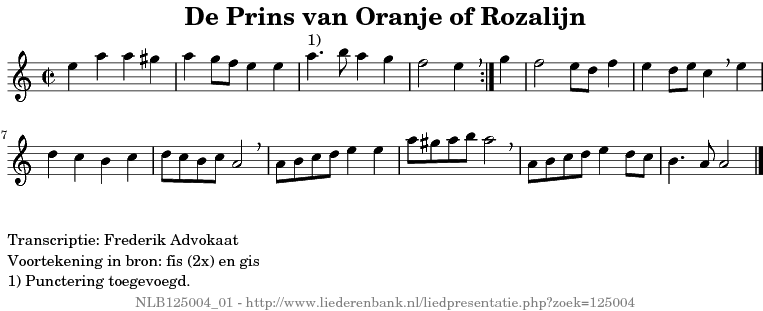 De Prins van Oranje of Rozalijn
1)
7
Transcriptie: Frederik Advokaat
Voortekening in bron: fis (2x) en gis
1) Punctering toegevoegd.
NLB125004_01 - http://www.liederenbank.nl/liedpresentatie.php?zoek=125004